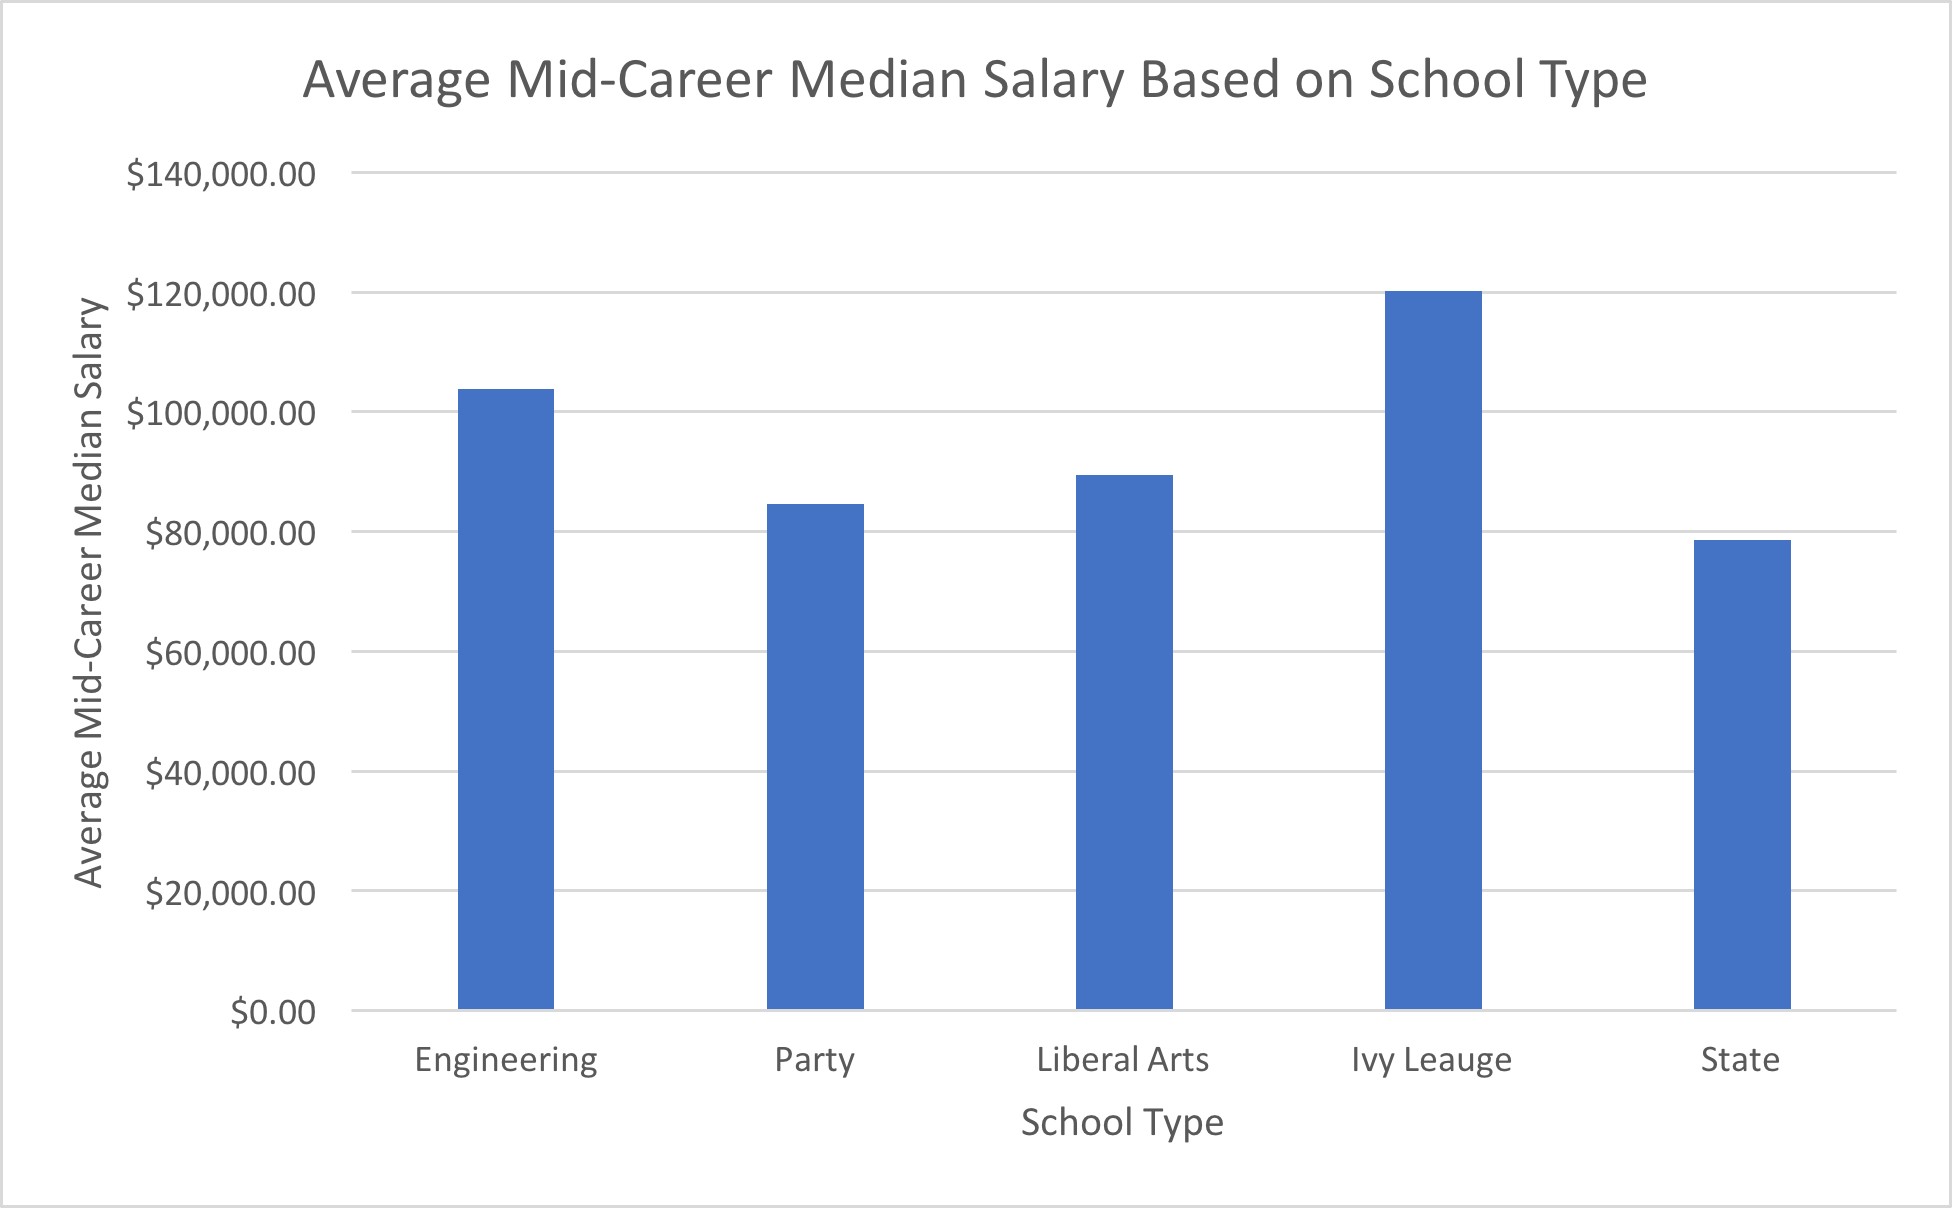 Average Mid-Career Median Salary Based on School Type
Average Mid-Career Median Salary
$140,000.00
$120,000.00
$100,000.00
$80,000.00
$60,000.00
$40,000.00
$20,000.00
$0.00
Engineering
Party
Liberal Arts
Ivy Leauge
State
School Type